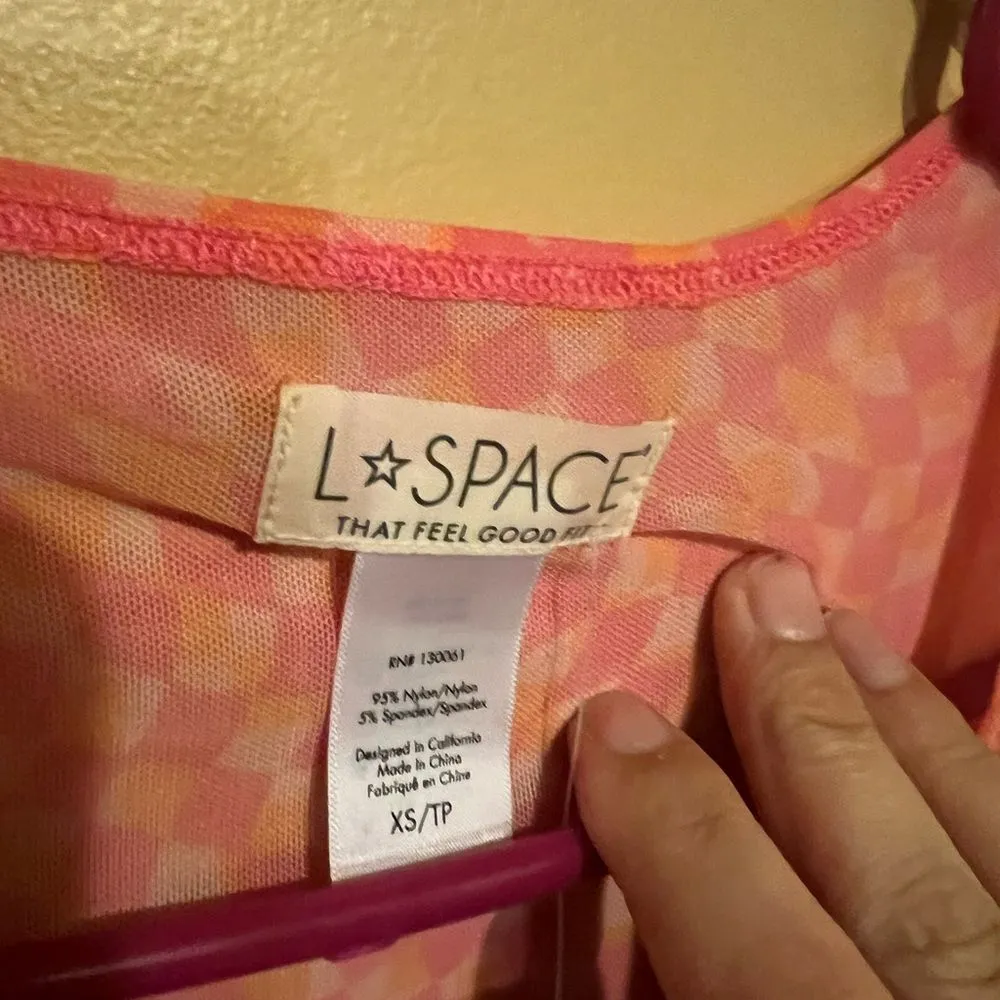 L☆SPACE
THAT FEEL GOOD FIT
RN# 130061
95% Nylon/Nylon
5% Spandex/Spandex
Designed in California
Made in China
Fabriqué en Chine
XS/TP